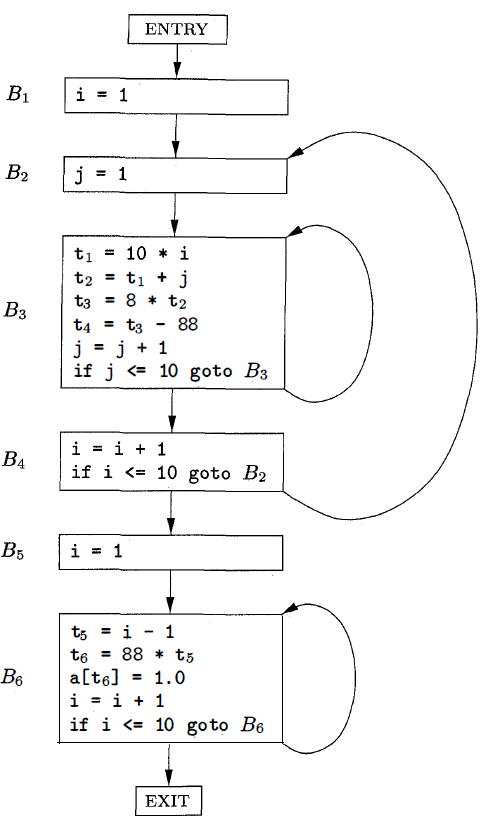 ENTRY
B₁
i = 1
B₂
j = 1
B₃
t₁ = 10 * i
t₂ = t₁ + j
t₃ = 8 * t₂
t₄ = t₃ - 88
j = j + 1
if j <= 10 goto B₃
B₄
i = i + 1
if i <= 10 goto B₂
B₅
i = 1
B₆
t₅ = i - 1
t₆ = 88 * t₅
a[t₆] = 1.0
i = i + 1
if i <= 10 goto B₆
EXIT